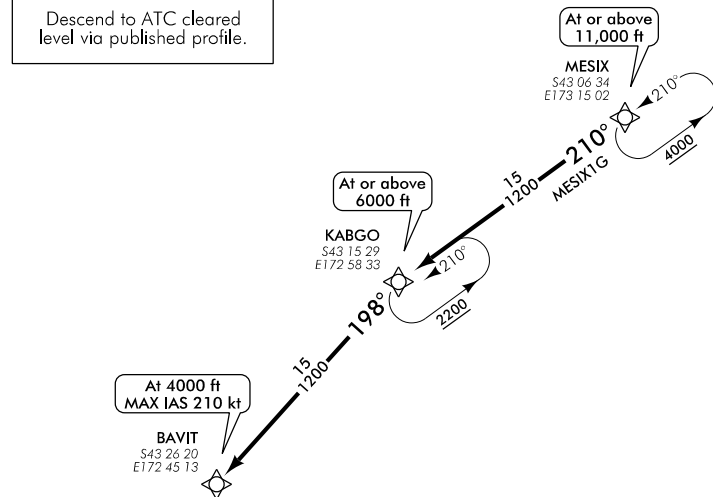 Descend to ATC cleared
level via published profile.
At or above
11,000 ft
MESIX
S43 06 34
E173 15 02
210°
4000
210°
MESIX1G
15
1200
At or above
6000 ft
KABGO
S43 15 29
E172 58 33
210°
2200
198°
15
1200
At 4000 ft
MAX IAS 210 kt
BAVIT
S43 26 20
E172 45 13